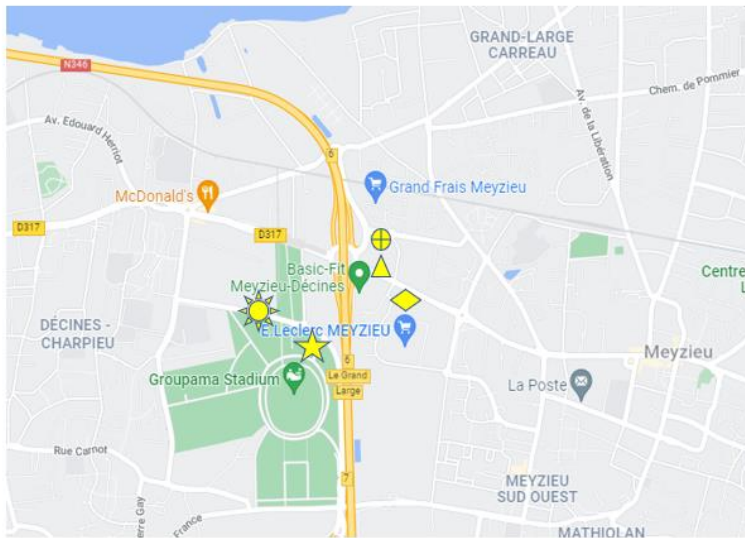 GRAND-LARGE
CARREAU
N346
Chem. de Pommier
Av. de la Libération
Av. Edouard Herriot
6
Grand Frais Meyzieu
McDonald's
D317
D317
Basic-Fit
Meyzieu-Décines
Centre
L
DÉCINES -
CHARPIEU
E.Leclerc MEYZIEU
Meyzieu
6
Le Grand
Large
Groupama Stadium
La Poste
Rue Carnot
7
MEYZIEU
SUD OUEST
erre Gay
France
MATHIOLAN